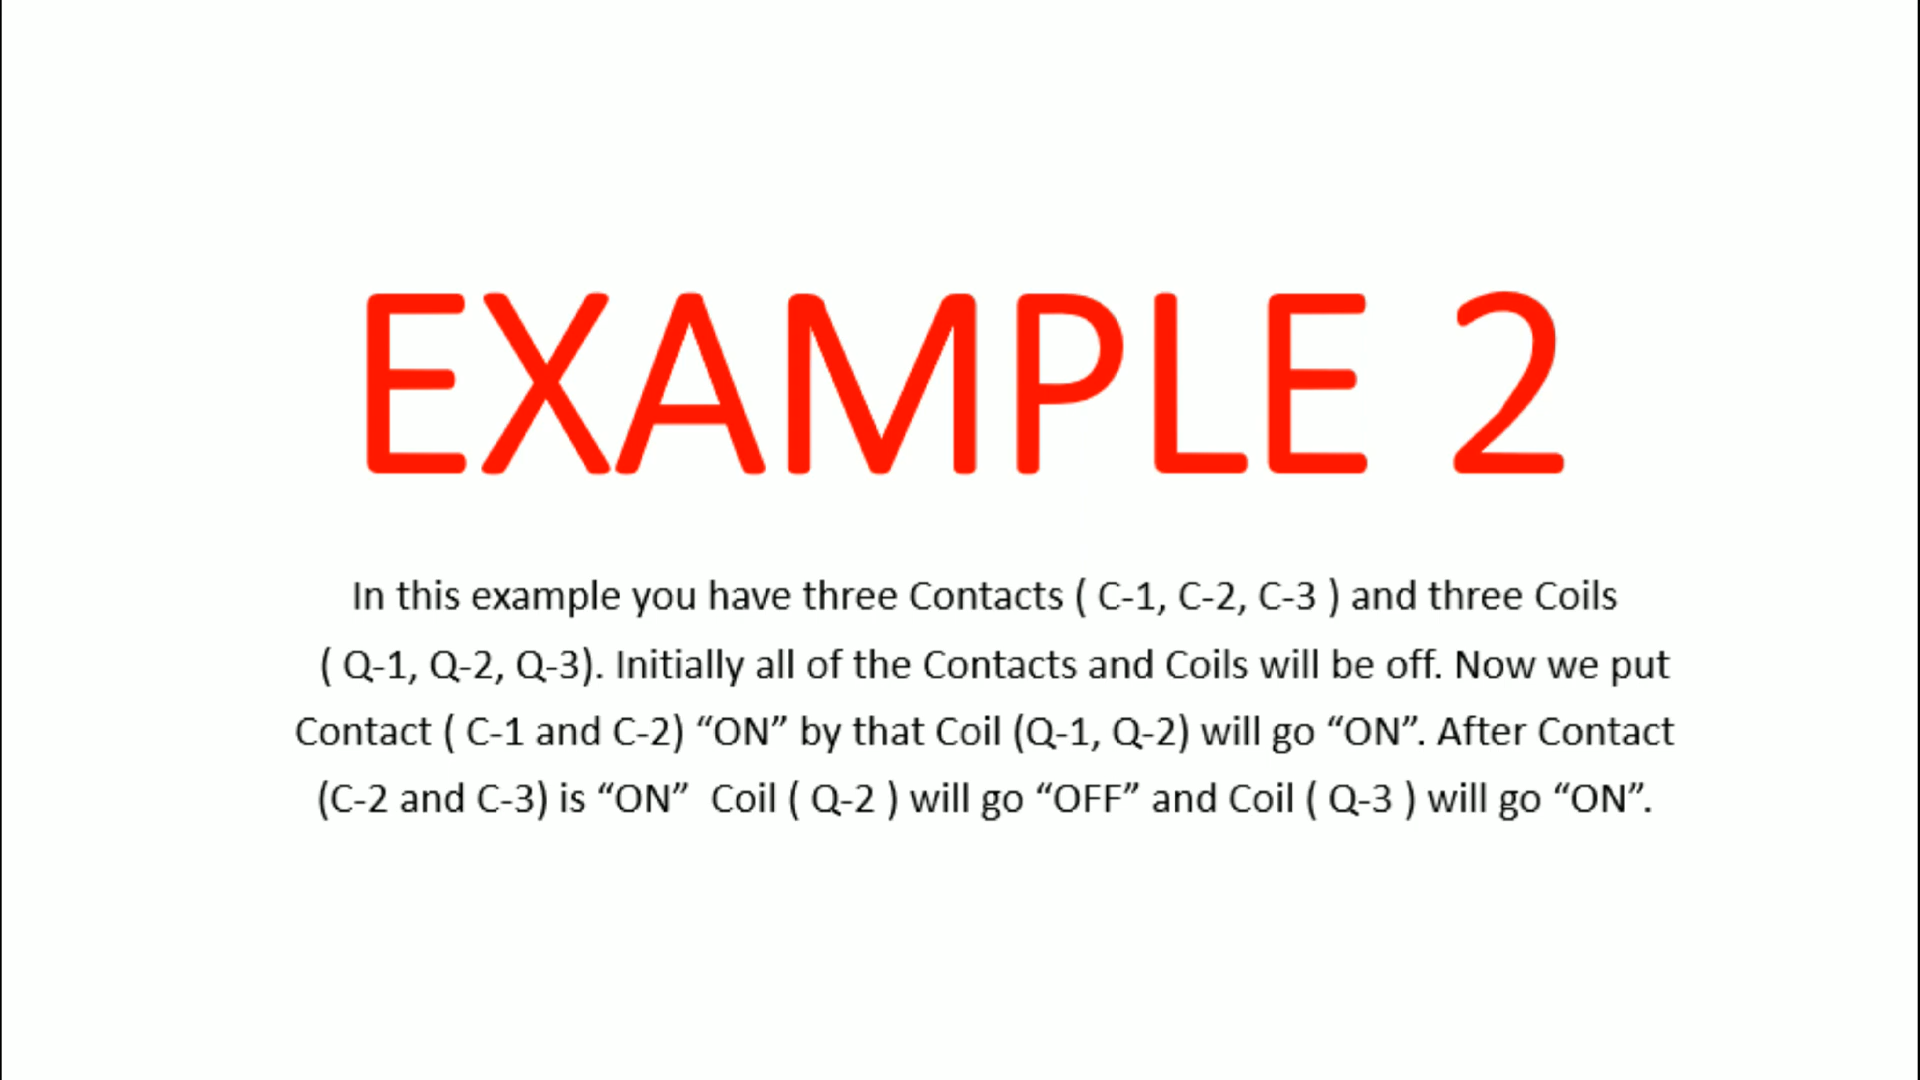 EXAMPLE 2
In this example you have three Contacts ( C-1, C-2, C-3 ) and three Coils
( Q-1, Q-2, Q-3). Initially all of the Contacts and Coils will be off. Now we put
Contact ( C-1 and C-2) “ON” by that Coil (Q-1, Q-2) will go “ON”. After Contact
(C-2 and C-3) is “ON”  Coil ( Q-2 ) will go “OFF” and Coil ( Q-3 ) will go “ON”.